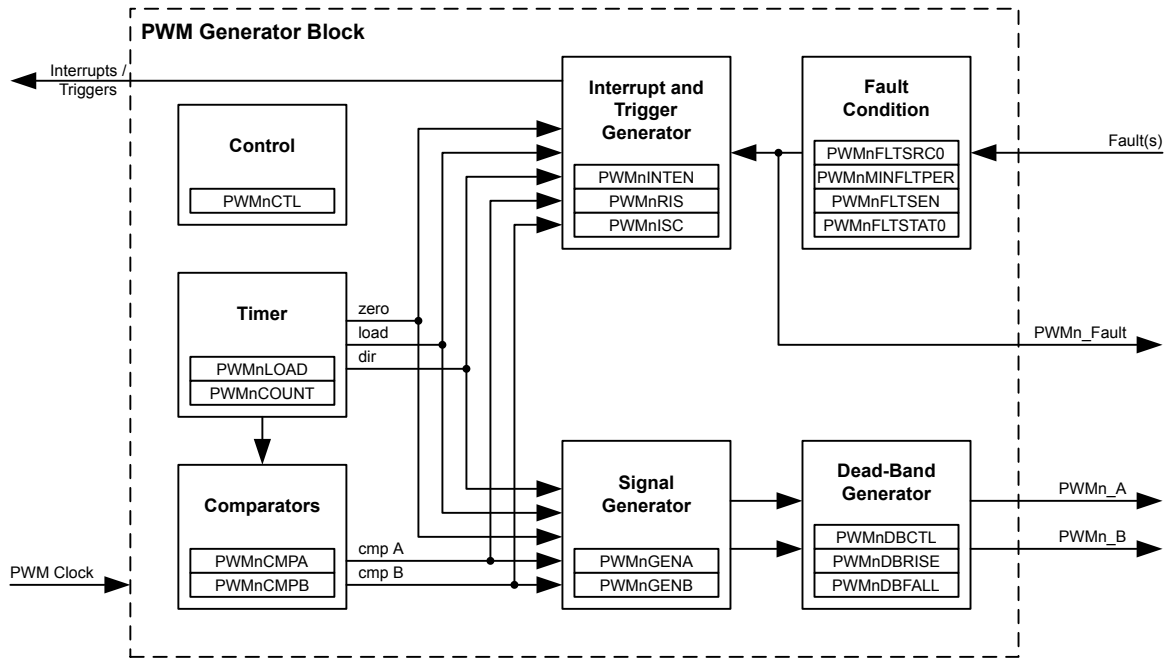 PWM Generator Block
Interrupts /
Triggers
Control
PWMnCTL
Interrupt and
Trigger
Generator
PWMnINTEN
PWMnRIS
PWMnISC
Fault
Condition
PWMnFLTSRC0
PWMnMINFLTPER
PWMnFLTSEN
PWMnFLTSTAT0
Fault(s)
Timer
PWMnLOAD
PWMnCOUNT
zero
load
dir
PWMn_Fault
Comparators
PWMnCMPA
PWMnCMPB
cmp A
cmp B
PWM Clock
Signal
Generator
PWMnGENA
PWMnGENB
Dead-Band
Generator
PWMnDBCTL
PWMnDBRISE
PWMnDBFALL
PWMn_A
PWMn_B